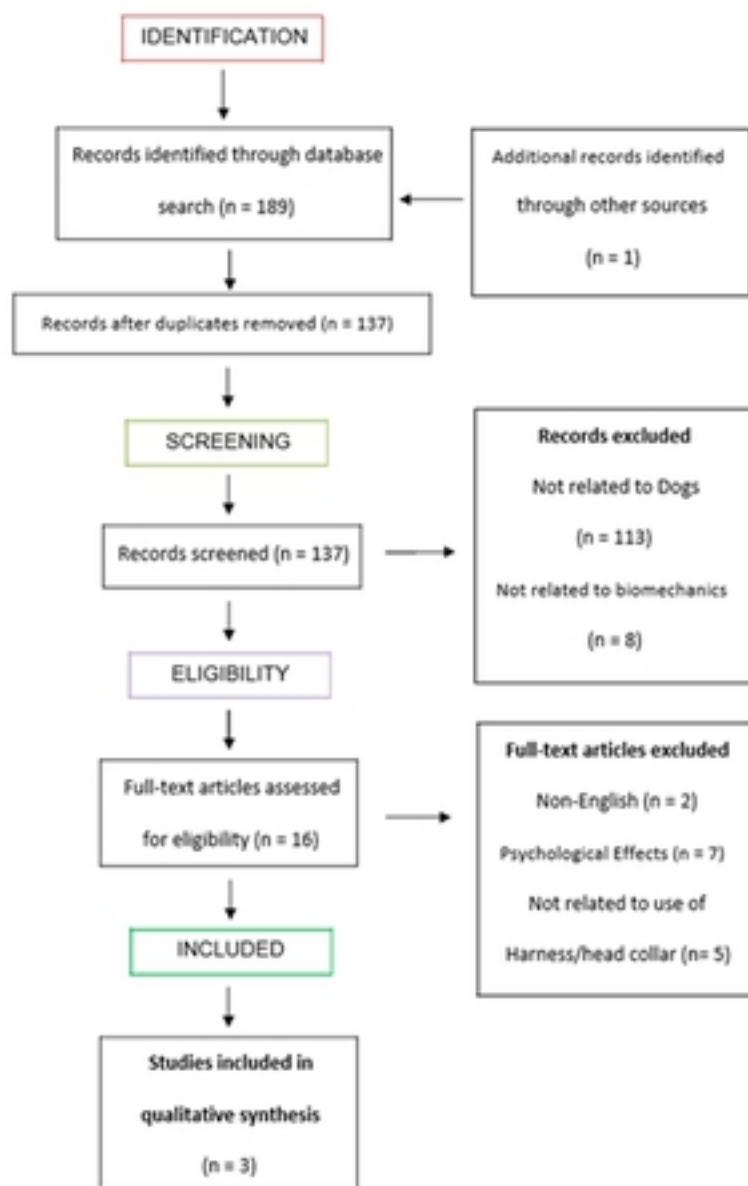 IDENTIFICATION
Records identified through database
search (n = 189)
Additional records identified
through other sources
(n = 1)
Records after duplicates removed (n = 137)
SCREENING
Records screened (n = 137)
Records excluded
Not related to Dogs
(n = 113)
Not related to biomechanics
(n = 8)
ELIGIBILITY
Full-text articles assessed
for eligibility (n = 16)
Full-text articles excluded
Non-English (n = 2)
Psychological Effects (n = 7)
Not related to use of
Harness/head collar (n= 5)
INCLUDED
Studies included in
qualitative synthesis
(n = 3)